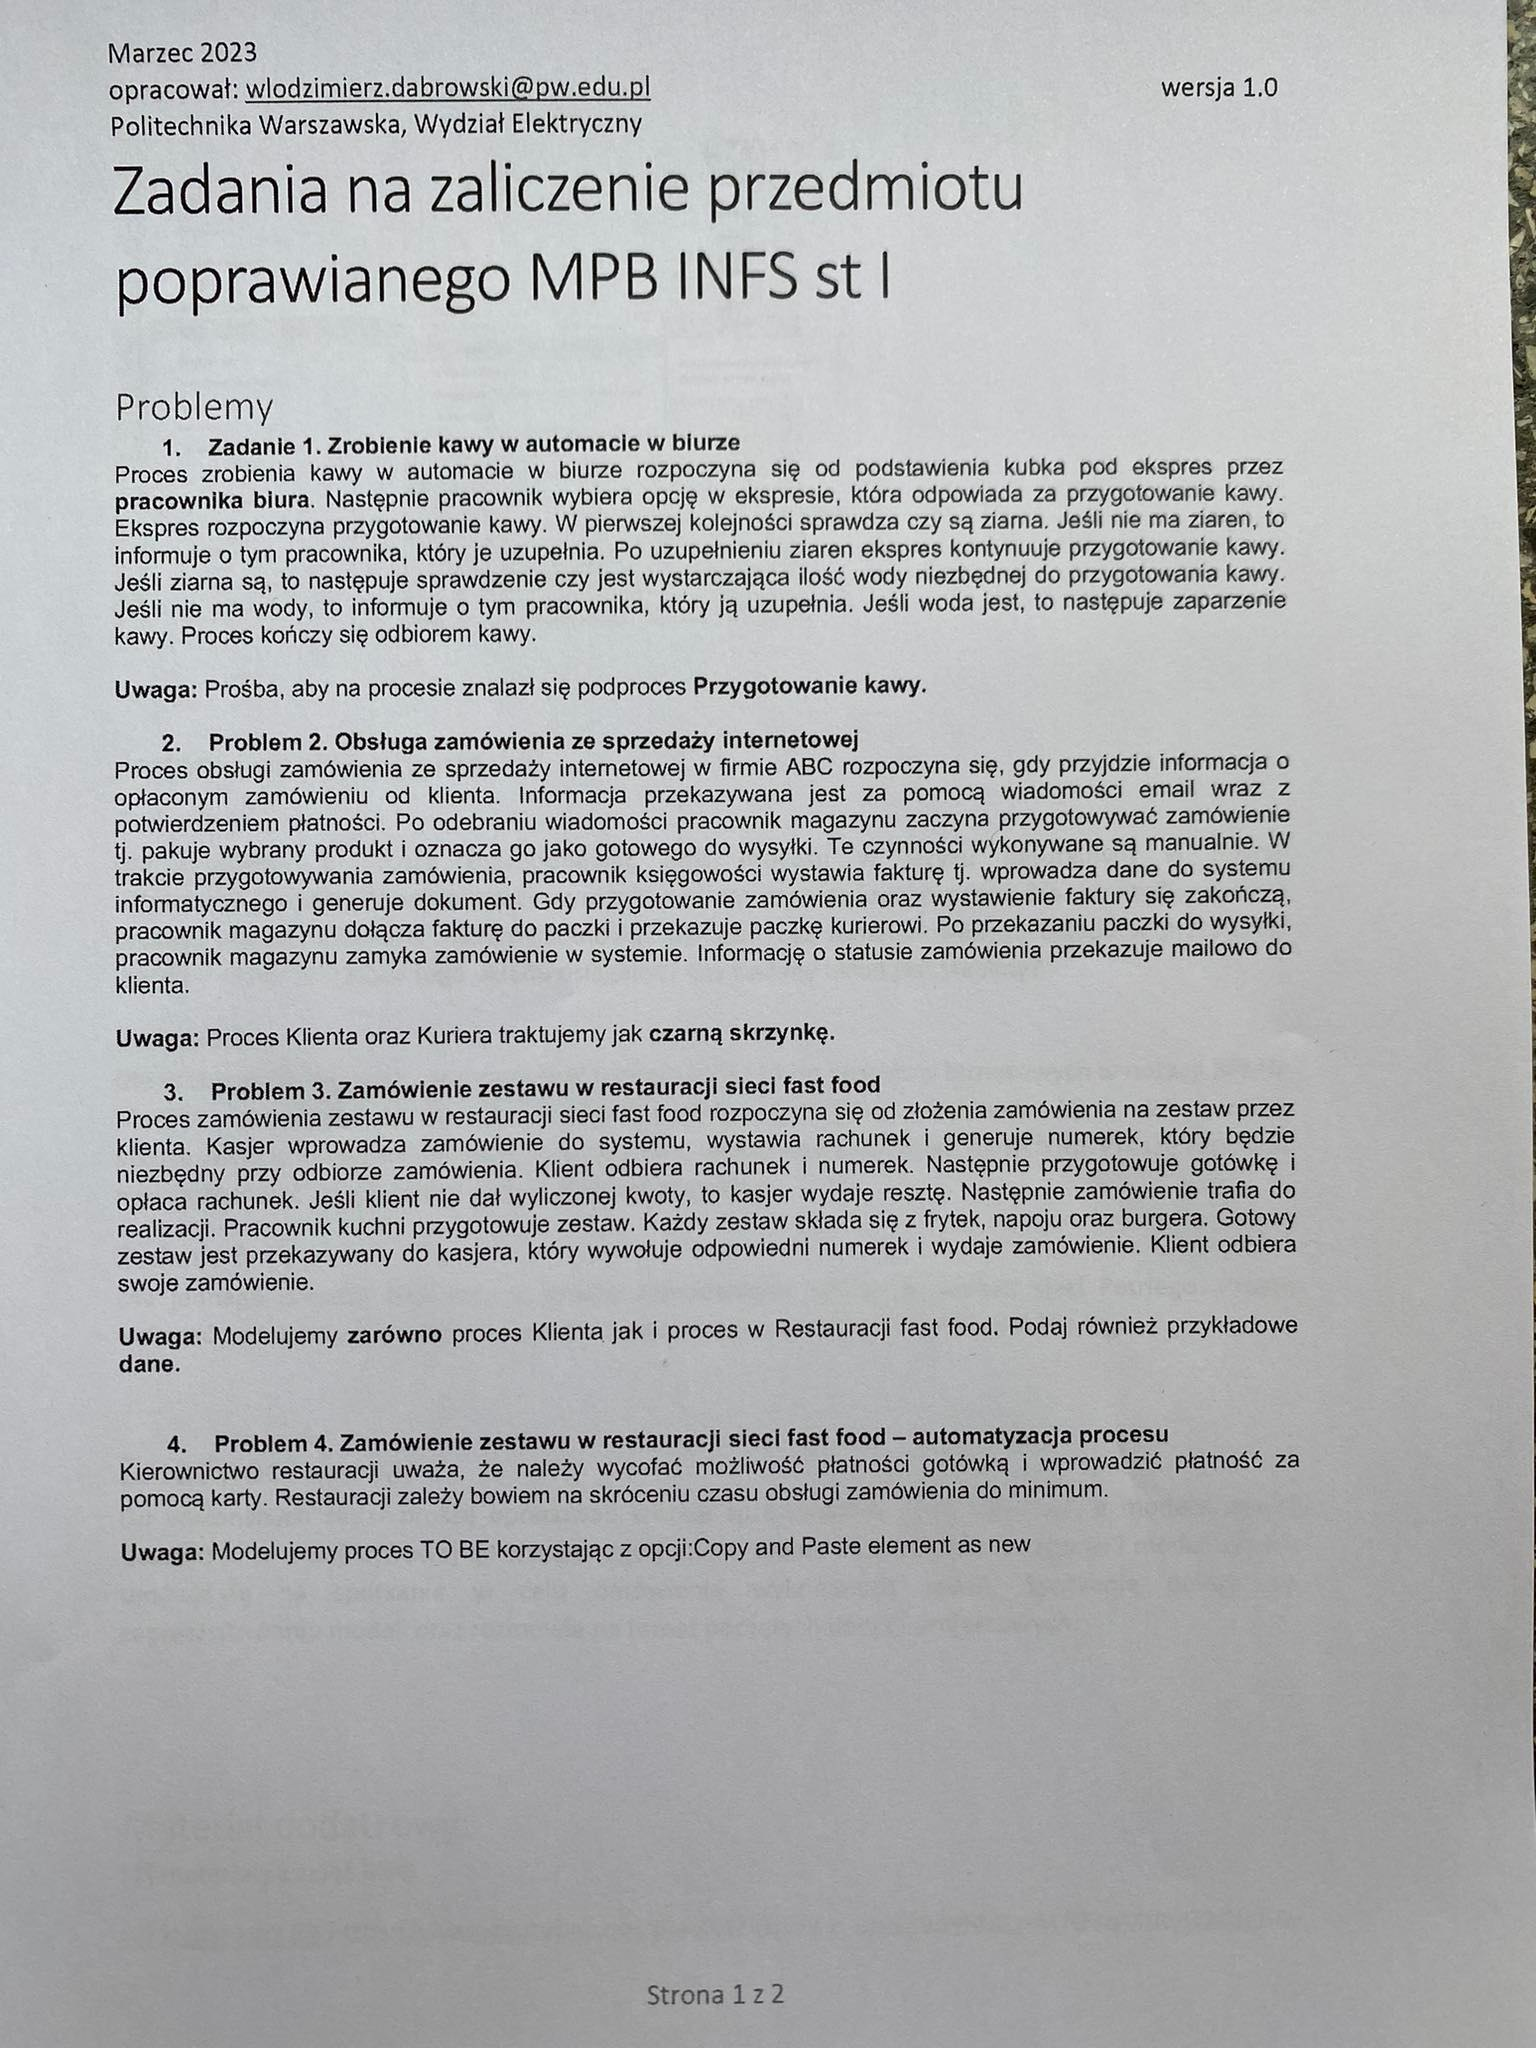 Marzec 2023
opracował: wlodzimierz.dabrowski@pw.edu.pl wersja 1.0
Politechnika Warszawska, Wydział Elektryczny
Zadania na zaliczenie przedmiotu
poprawianego MPB INFS st I
Problemy
1. Zadanie 1. Zrobienie kawy w automacie w biurze
Proces zrobienia kawy w automacie w biurze rozpoczyna się od podstawienia kubka pod ekspres przez
pracownika biura. Następnie pracownik wybiera opcję w ekspresie, która odpowiada za przygotowanie kawy.
Ekspres rozpoczyna przygotowanie kawy. W pierwszej kolejności sprawdza czy są ziarna. Jeśli nie ma ziaren, to
informuje o tym pracownika, który je uzupełnia. Po uzupełnieniu ziaren ekspres kontynuuje przygotowanie kawy.
Jeśli ziarna są, to następuje sprawdzenie czy jest wystarczająca ilość wody niezbędnej do przygotowania kawy.
Jeśli nie ma wody, to informuje o tym pracownika, który ją uzupełnia. Jeśli woda jest, to następuje zaparzenie
kawy. Proces kończy się odbiorem kawy.
Uwaga: Prośba, aby na procesie znalazł się podproces Przygotowanie kawy.
2. Problem 2. Obsługa zamówienia ze sprzedaży internetowej
Proces obsługi zamówienia ze sprzedaży internetowej w firmie ABC rozpoczyna się, gdy przyjdzie informacja o
opłaconym zamówieniu od klienta. Informacja przekazywana jest za pomocą wiadomości email wraz z
potwierdzeniem płatności. Po odebraniu wiadomości pracownik magazynu zaczyna przygotowywać zamówienie
tj. pakuje wybrany produkt i oznacza go jako gotowego do wysyłki. Te czynności wykonywane są manualnie. W
trakcie przygotowywania zamówienia, pracownik księgowości wystawia fakturę tj. wprowadza dane do systemu
informatycznego i generuje dokument. Gdy przygotowanie zamówienia oraz wystawienie faktury się zakończą,
pracownik magazynu dołącza fakturę do paczki i przekazuje paczkę kurierowi. Po przekazaniu paczki do wysyłki,
pracownik magazynu zamyka zamówienie w systemie. Informację o statusie zamówienia przekazuje mailowo do
klienta.
Uwaga: Proces Klienta oraz Kuriera traktujemy jak czarną skrzynkę.
3. Problem 3. Zamówienie zestawu w restauracji sieci fast food
Proces zamówienia zestawu w restauracji sieci fast food rozpoczyna się od złożenia zamówienia na zestaw przez
klienta. Kasjer wprowadza zamówienie do systemu, wystawia rachunek i generuje numerek, który będzie
niezbędny przy odbiorze zamówienia. Klient odbiera rachunek i numerek. Następnie przygotowuje gotówkę i
opłaca rachunek. Jeśli klient nie dał wyliczonej kwoty, to kasjer wydaje resztę. Następnie zamówienie trafia do
realizacji. Pracownik kuchni przygotowuje zestaw. Każdy zestaw składa się z frytek, napoju oraz burgera. Gotowy
zestaw jest przekazywany do kasjera, który wywołuje odpowiedni numerek i wydaje zamówienie. Klient odbiera
swoje zamówienie.
Uwaga: Modelujemy zarówno proces Klienta jak i proces w Restauracji fast food. Podaj również przykładowe
dane.
4. Problem 4. Zamówienie zestawu w restauracji sieci fast food – automatyzacja procesu
Kierownictwo restauracji uważa, że należy wycofać możliwość płatności gotówką i wprowadzić płatność za
pomocą karty. Restauracji zależy bowiem na skróceniu czasu obsługi zamówienia do minimum.
Uwaga: Modelujemy proces TO BE korzystając z opcji:Copy and Paste element as new
Strona 1 z 2